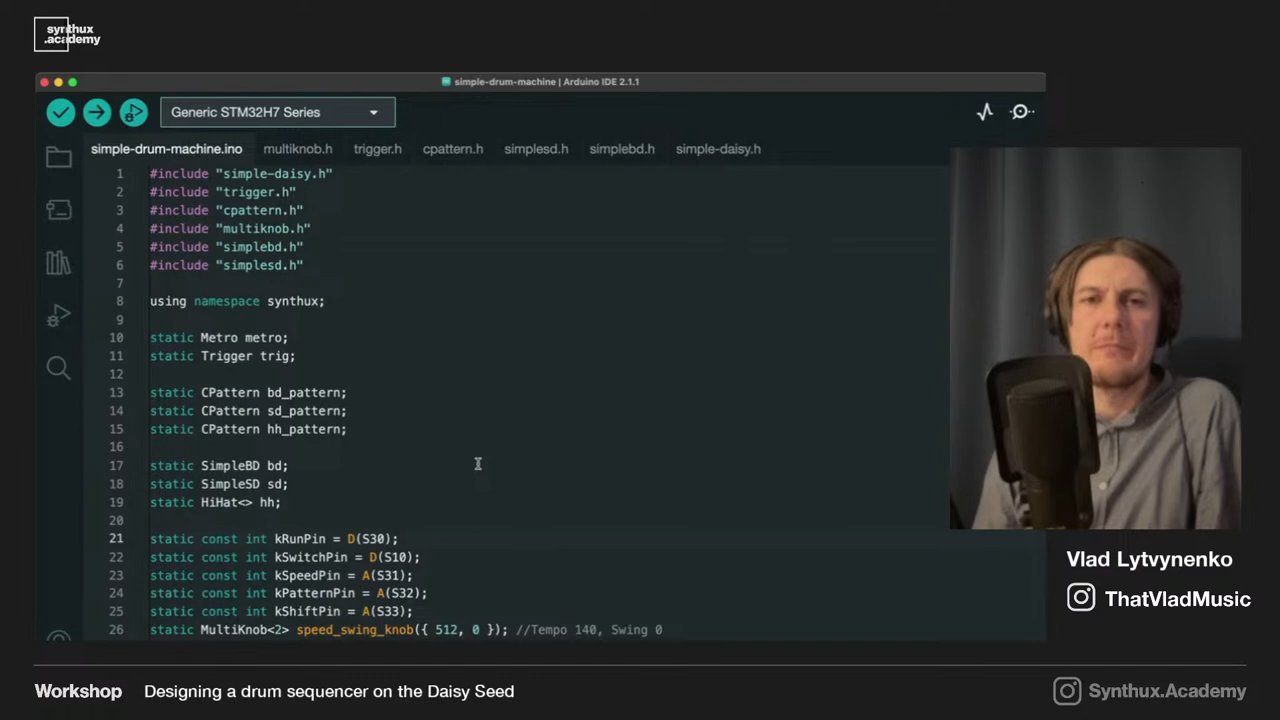 synthux
.academy
simple-drum-machine | Arduino IDE 2.1.1
Generic STM32H7 Series
simple-drum-machine.ino multiknob.h trigger.h cpattern.h simplesd.h simplebd.h simple-daisy.h
1 #include "simple-daisy.h"
2 #include "trigger.h"
3 #include "cpattern.h"
4 #include "multiknob.h"
5 #include "simplebd.h"
6 #include "simplesd.h"
7
8 using namespace synthux;
9
10 static Metro metro;
11 static Trigger trig;
12
13 static CPattern bd_pattern;
14 static CPattern sd_pattern;
15 static CPattern hh_pattern;
16
17 static SimpleBD bd;
18 static SimpleSD sd;
19 static HiHat<> hh;
20
21 static const int kRunPin = D(S30);
22 static const int kSwitchPin = D(S10);
23 static const int kSpeedPin = A(S31);
24 static const int kPatternPin = A(S32);
25 static const int kShiftPin = A(S33);
26 static MultiKnob<2> speed_swing_knob({ 512, 0 }); //Tempo 140, Swing 0
Vlad Lytvynenko
ThatVladMusic
Workshop Designing a drum sequencer on the Daisy Seed
Synthux.Academy